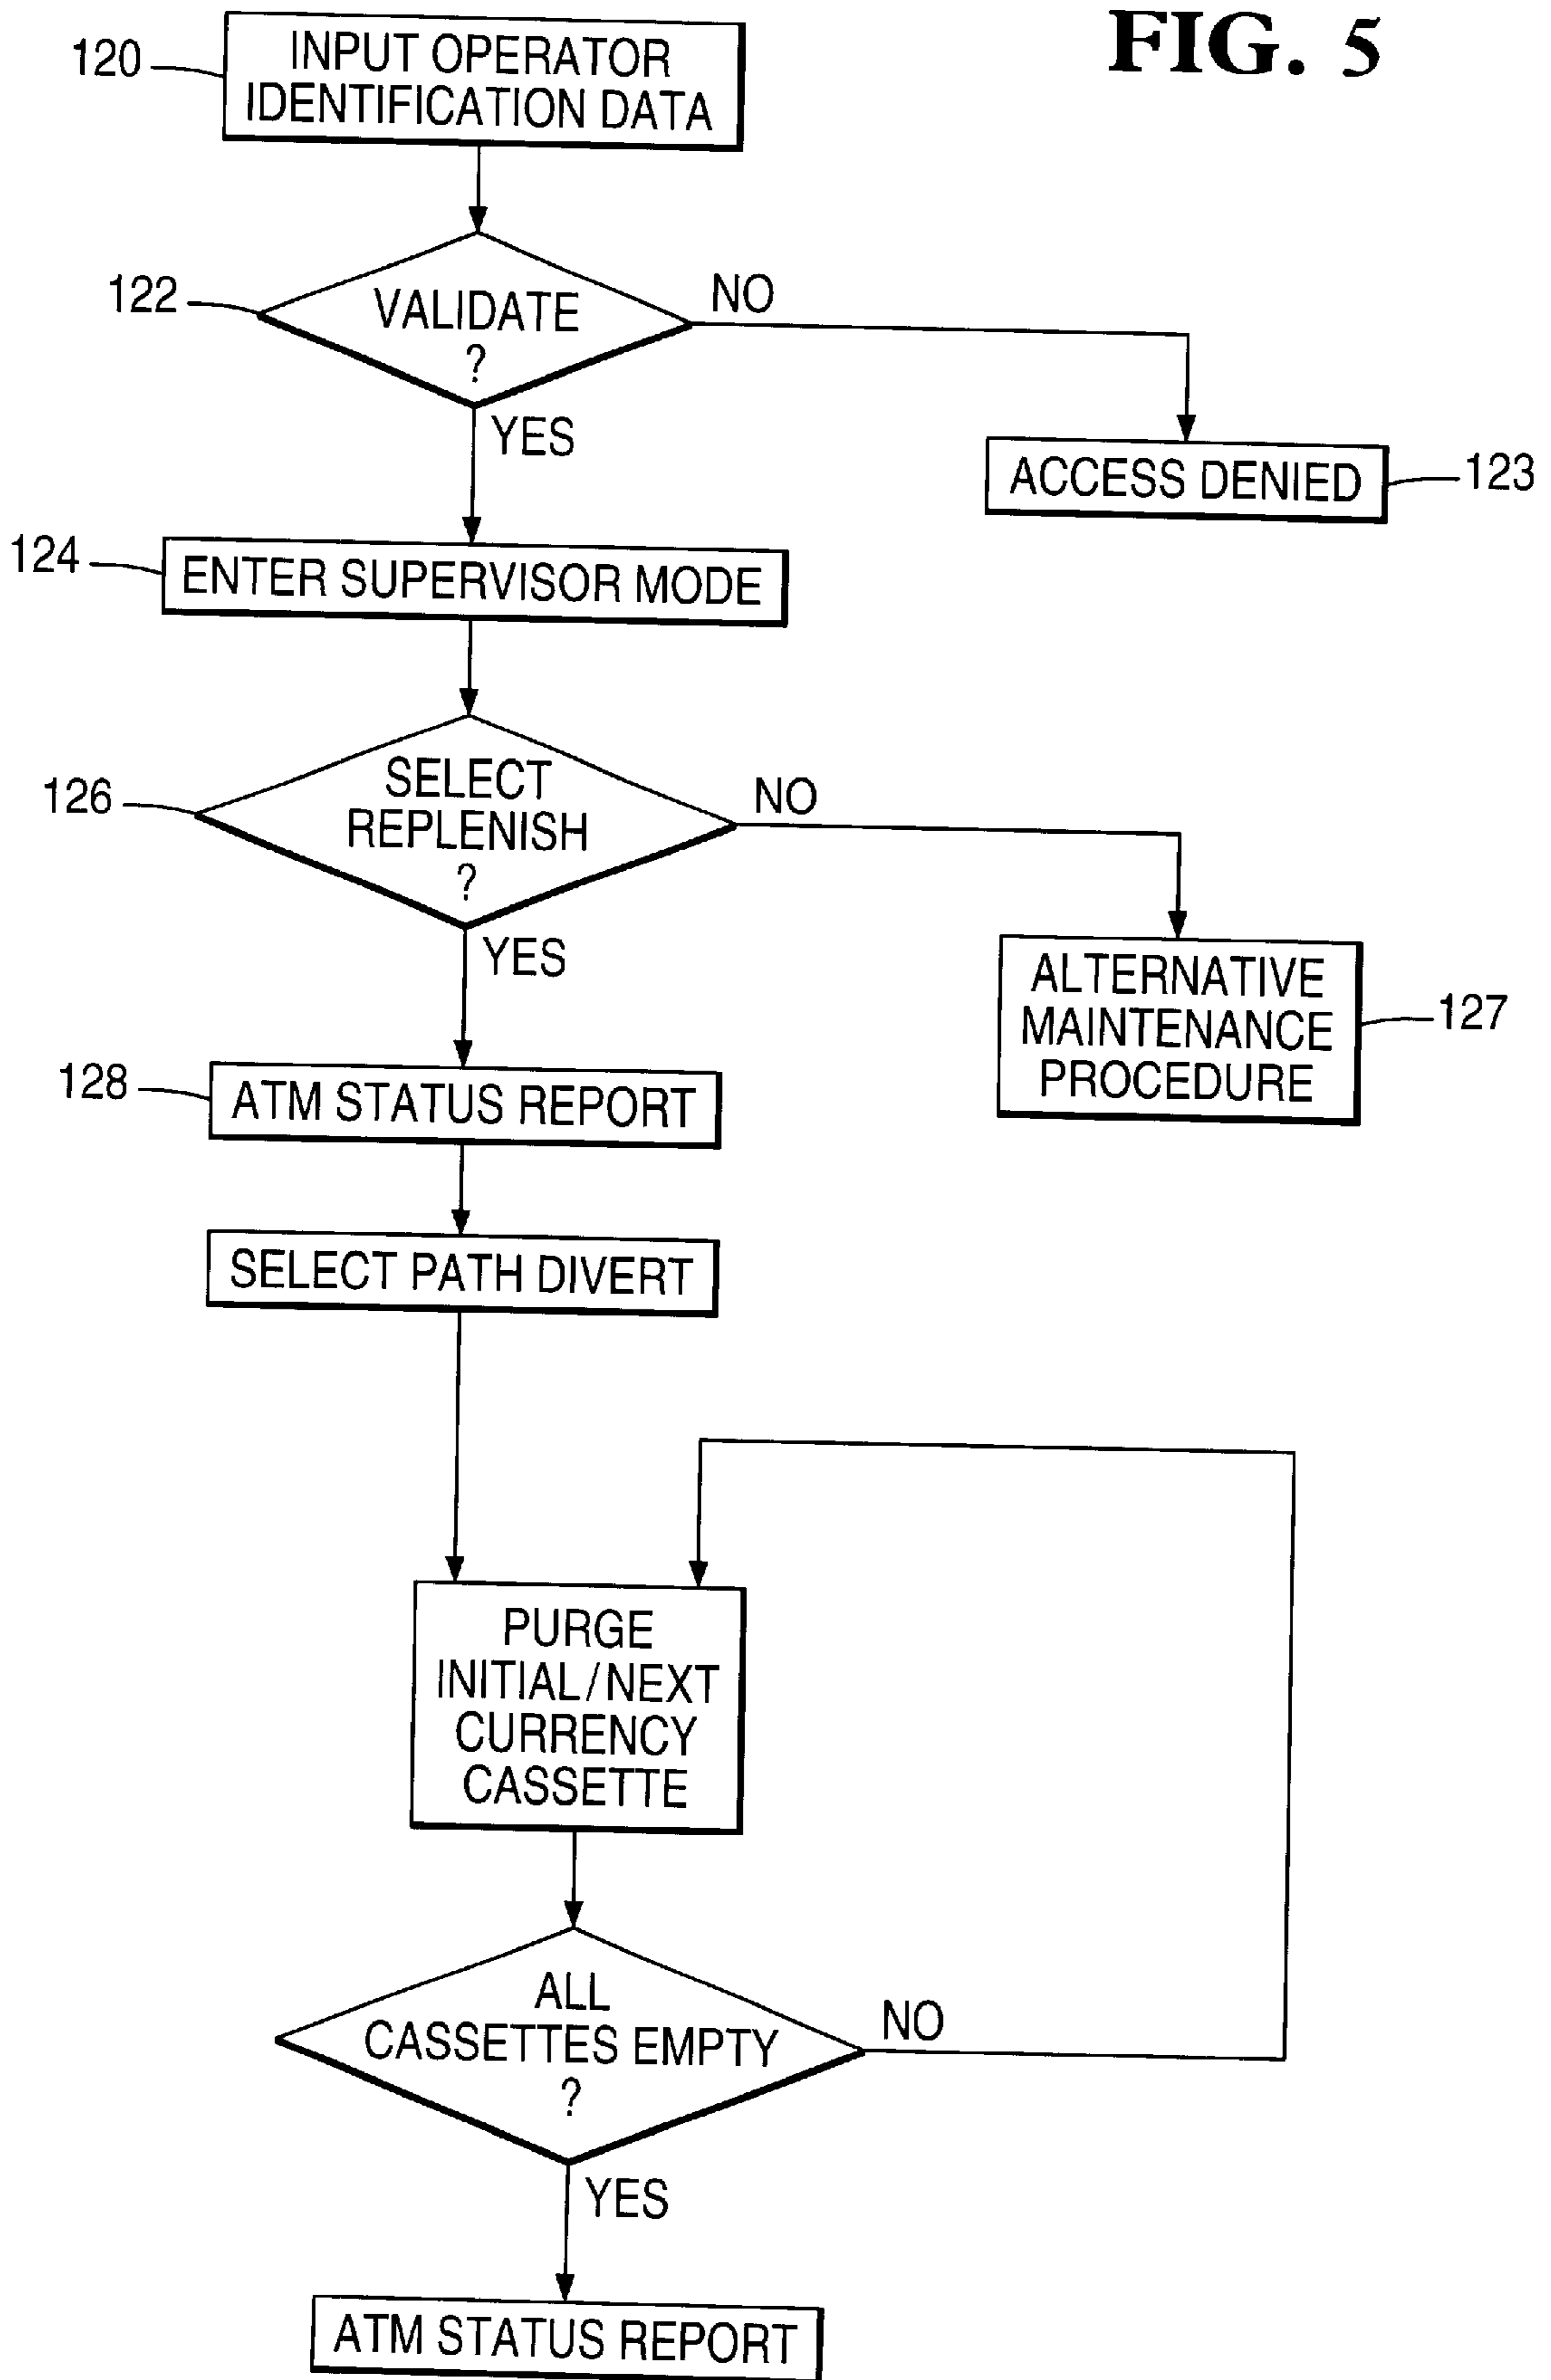 FIG. 5
120
INPUT OPERATOR
IDENTIFICATION DATA
122
VALIDATE
?
NO
YES
ACCESS DENIED
123
124
ENTER SUPERVISOR MODE
126
SELECT
REPLENISH
?
NO
YES
ALTERNATIVE
MAINTENANCE
PROCEDURE
127
128
ATM STATUS REPORT
SELECT PATH DIVERT
PURGE
INITIAL/NEXT
CURRENCY
CASSETTE
ALL
CASSETTES EMPTY
?
NO
YES
ATM STATUS REPORT